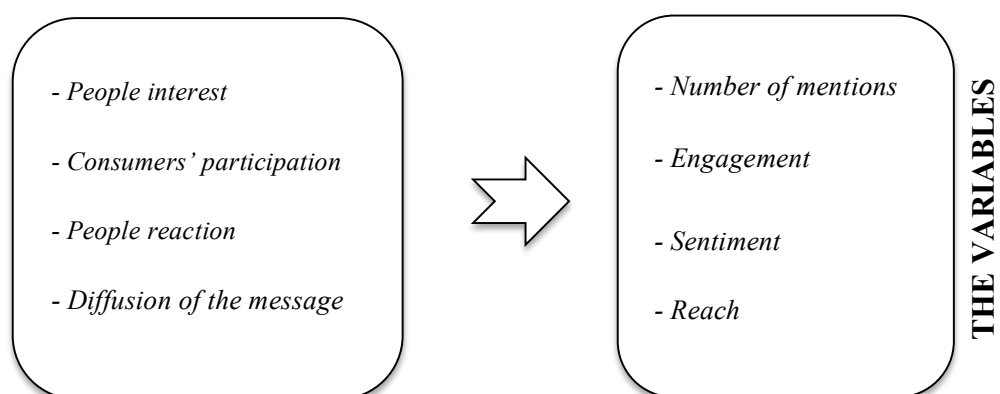 - People interest
- Consumers’ participation
- People reaction
- Diffusion of the message
- Number of mentions
- Engagement
- Sentiment
- Reach
THE VARIABLES